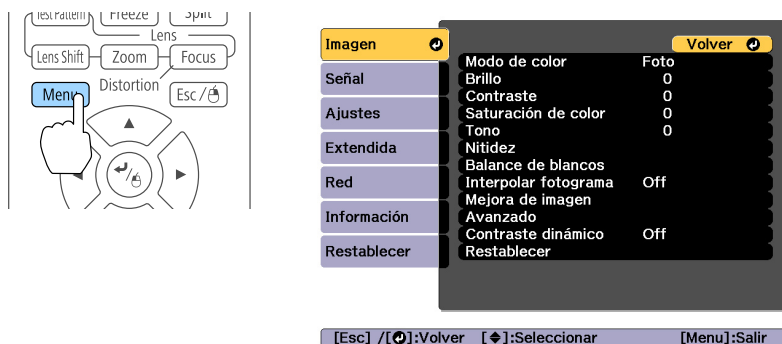 Test Pattern Freeze Split
Lens
Lens Shift Zoom Focus
Distortion
Menu Esc /
Imagen
Señal
Ajustes
Extendida
Red
Información
Restablecer
Volver
Modo de color Foto
Brillo 0
Contraste 0
Saturación de color 0
Tono 0
Nitidez
Balance de blancos
Interpolar fotograma Off
Mejora de imagen
Avanzado
Contraste dinámico Off
Restablecer
[Esc] /[ ]:Volver [ ]:Seleccionar [Menu]:Salir